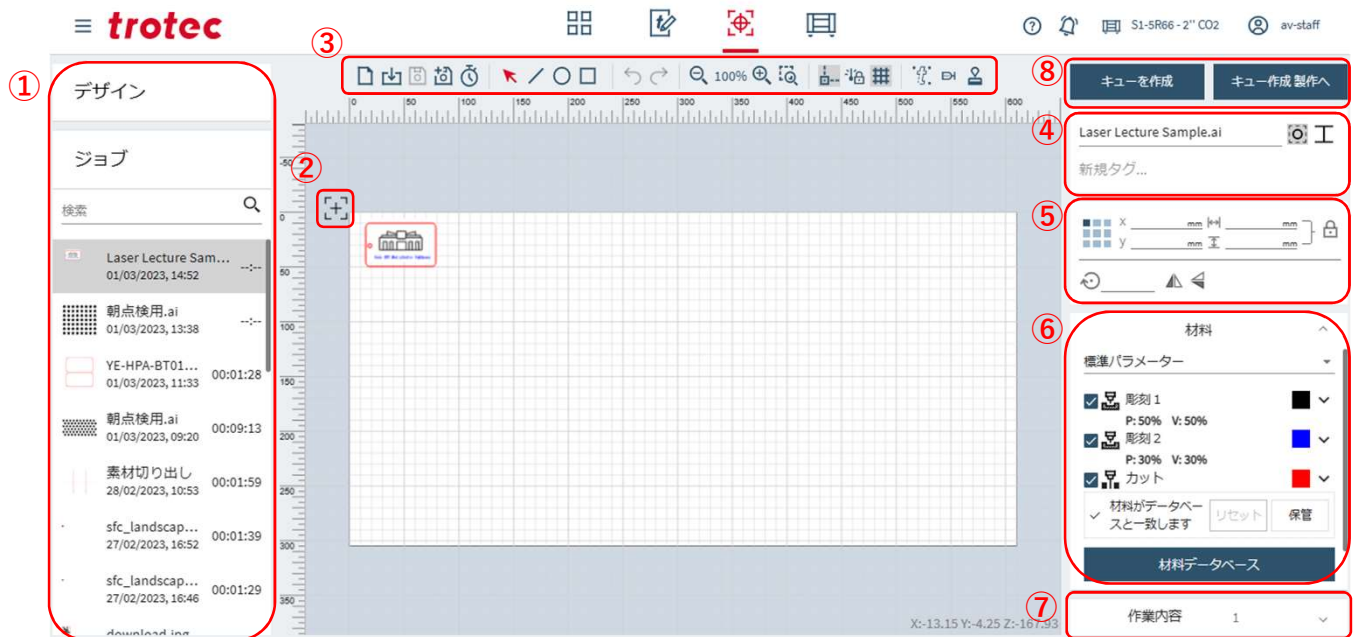 trotec
S1-5R66 - 2'' CO2
av-staff
①
デザイン
ジョブ
検索
Laser Lecture Sam...
01/03/2023, 14:52
--:--
朝点検用.ai
01/03/2023, 13:38
--:--
YE-HPA-BT01...
01/03/2023, 11:33
00:01:28
朝点検用.ai
01/03/2023, 09:20
00:09:13
素材切り出し
28/02/2023, 10:53
00:01:59
sfc_landscap...
27/02/2023, 16:52
00:01:39
sfc_landscap...
27/02/2023, 16:46
00:01:29
download.jpg
②
③
100%
0 50 100 150 200 250 300 350 400 450 500 550 600
-50
0
50
100
150
200
250
300
350
X:-13.15 Y:-4.25 Z:-167.93
⑧
キューを作成
キュー作成 製作へ
④
Laser Lecture Sample.ai
新規タグ...
⑤
x mm mm
y mm mm
⑥
材料
標準パラメーター
彫刻 1
P: 50% V: 50%
彫刻 2
P: 30% V: 30%
カット
材料がデータベー
スと一致します
リセット
保管
材料データベース
⑦
作業内容 1